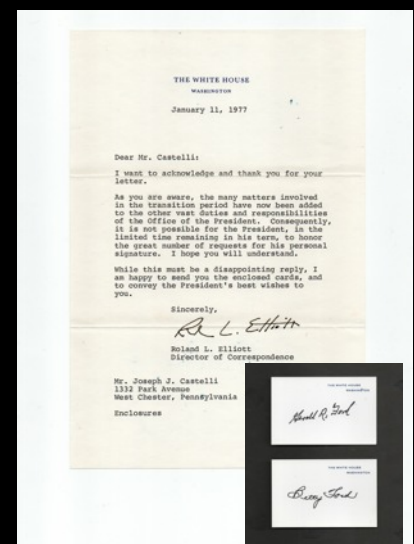 THE WHITE HOUSE
WASHINGTON
January 11, 1977
Dear Mr. Castelli:
I want to acknowledge and thank you for your
letter.
As you are aware, the many matters involved
in the transition period have now been added
to the other vast duties and responsibilities
of the Office of the President. Consequently,
it is not possible for the President, in the
limited time remaining in his term, to honor
the great number of requests for his personal
signature. I hope you will understand.
While this must be a disappointing reply, I
am happy to send you the enclosed cards, and
to convey the President's best wishes to
you.
Sincerely,
Roland L. Elliott
Roland L. Elliott
Director of Correspondence
Mr. Joseph J. Castelli
1332 Park Avenue
West Chester, Pennsylvania
Enclosures
THE WHITE HOUSE
WASHINGTON
Gerald R. Ford
THE WHITE HOUSE
WASHINGTON
Betty Ford